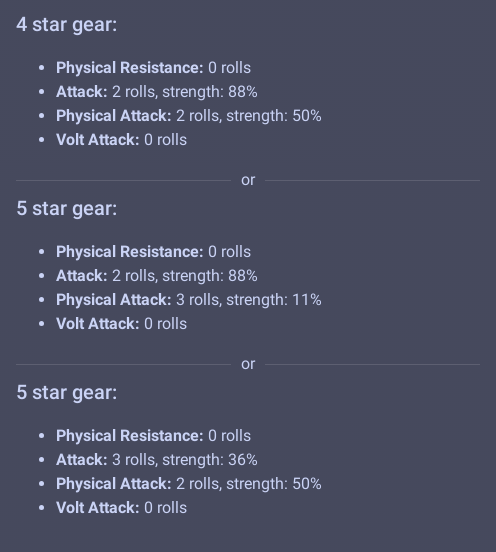 4 star gear:
Physical Resistance: 0 rolls
Attack: 2 rolls, strength: 88%
Physical Attack: 2 rolls, strength: 50%
Volt Attack: 0 rolls
or
5 star gear:
Physical Resistance: 0 rolls
Attack: 2 rolls, strength: 88%
Physical Attack: 3 rolls, strength: 11%
Volt Attack: 0 rolls
or
5 star gear:
Physical Resistance: 0 rolls
Attack: 3 rolls, strength: 36%
Physical Attack: 2 rolls, strength: 50%
Volt Attack: 0 rolls